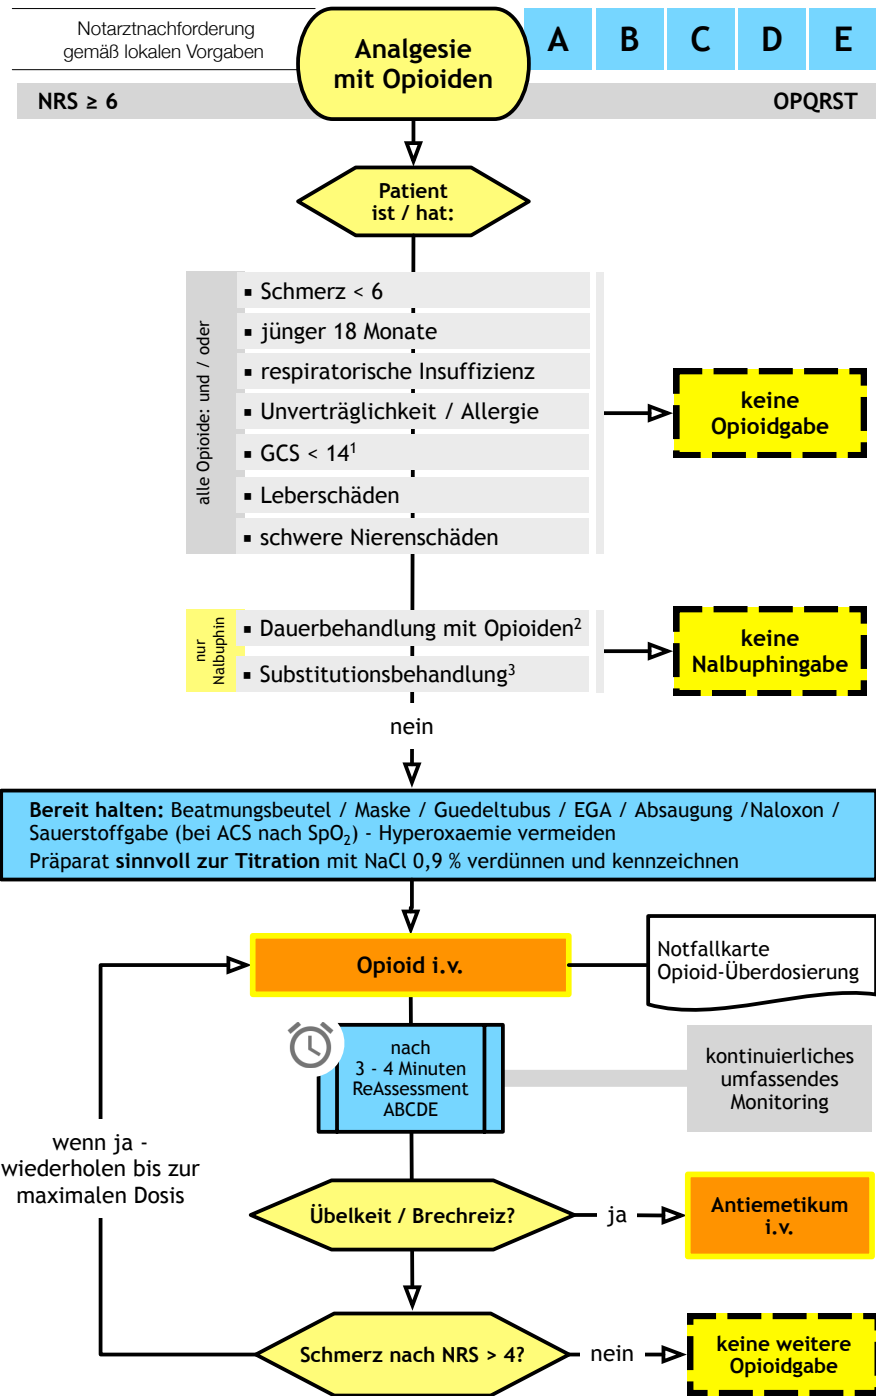 Notarztnachforderung
gemäß lokalen Vorgaben
Analgesie
mit Opioiden
A B C D E
NRS ≥ 6
OPQRST
Patient
ist / hat:
alle Opioide: und / oder
▪ Schmerz < 6
▪ jünger 18 Monate
▪ respiratorische Insuffizienz
▪ Unverträglichkeit / Allergie
▪ GCS < 14¹
▪ Leberschäden
▪ schwere Nierenschäden
keine
Opioidgabe
nur
Nalbuphin
▪ Dauerbehandlung mit Opioiden²
▪ Substitutionsbehandlung³
keine
Nalbuphingabe
nein
Bereit halten: Beatmungsbeutel / Maske / Guedeltubus / EGA / Absaugung /Naloxon /
Sauerstoffgabe (bei ACS nach SpO₂) - Hyperoxaemie vermeiden
Präparat sinnvoll zur Titration mit NaCl 0,9 % verdünnen und kennzeichnen
Opioid i.v.
Notfallkarte
Opioid-Überdosierung
nach
3 - 4 Minuten
ReAssessment
ABCDE
kontinuierliches
umfassendes
Monitoring
wenn ja -
wiederholen bis zur
maximalen Dosis
Übelkeit / Brechreiz?
ja
Antiemetikum
i.v.
Schmerz nach NRS > 4?
nein
keine weitere
Opioidgabe